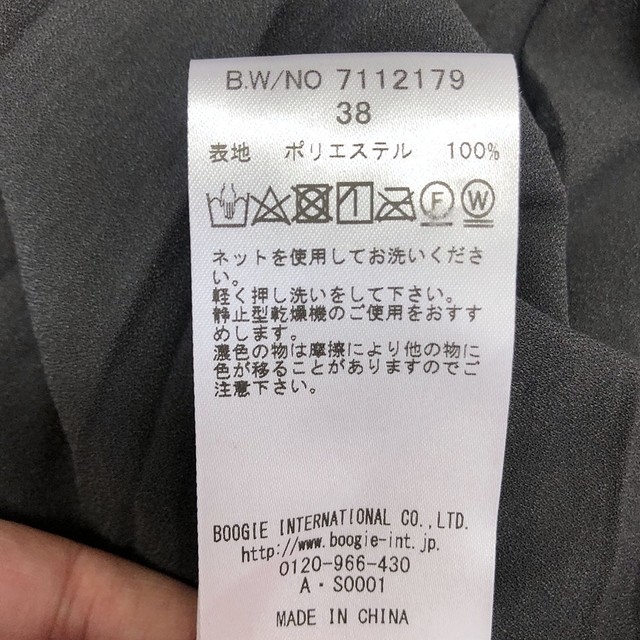 B.W/NO 7112179
38
表地 ポリエステル 100%
F W
ネットを使用してお洗いくださ
い。
軽く押し洗いをして下さい。
静止型乾燥機のご使用をおすす
めします。
濃色の物は摩擦により他の物に
色が移ることがありますのでご
注意下さい。
BOOGIE INTERNATIONAL CO.,LTD.
http://www.boogie-int.jp.
0120-966-430
A・S0001
MADE IN CHINA